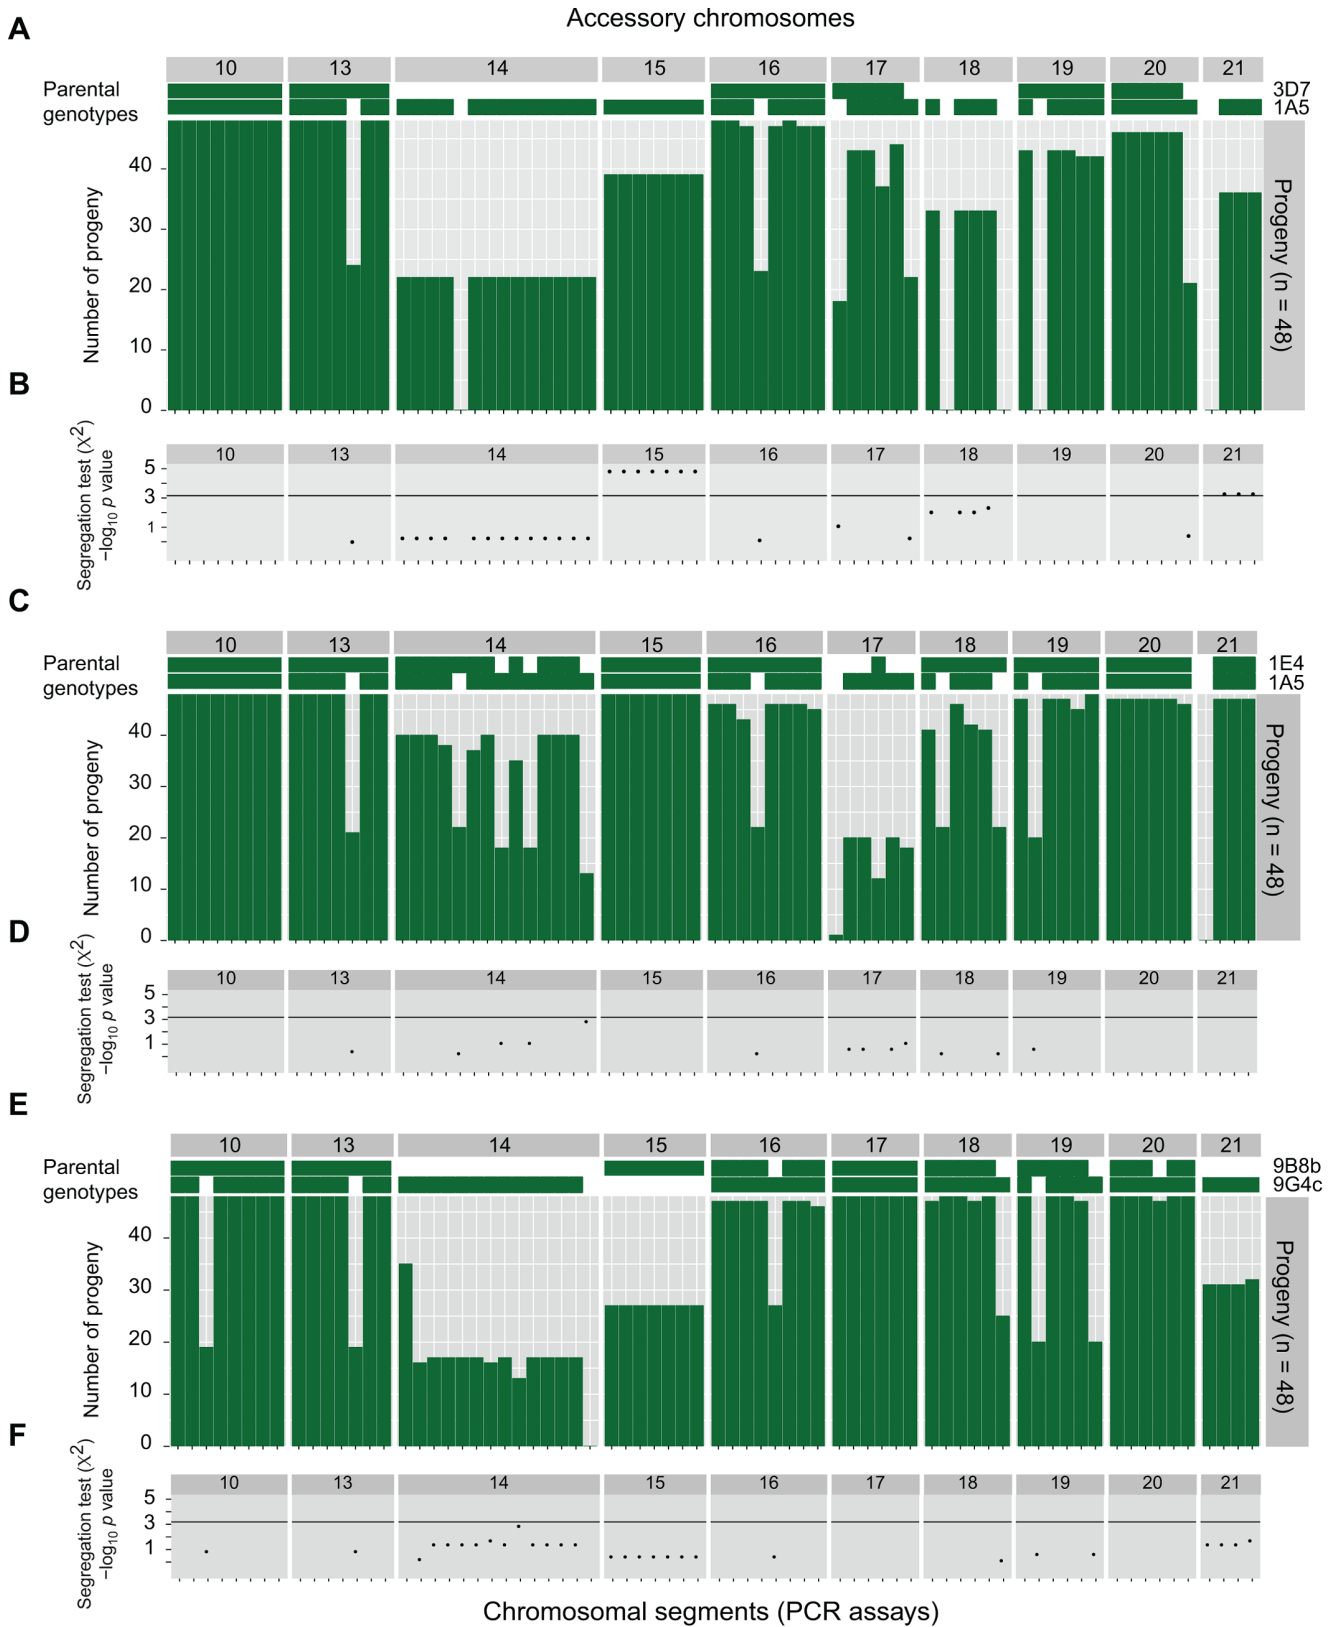 Accessory chromosomes
A
10 13 14 15 16 17 18 19 20 21
Parental genotypes
3D7
1A5
Number of progeny
40
30
20
10
0
Progeny (n = 48)
B
10 13 14 15 16 17 18 19 20 21
Segregation test (X²)
−log₁₀ p value
5
3
1
C
10 13 14 15 16 17 18 19 20 21
Parental genotypes
1E4
1A5
Number of progeny
40
30
20
10
0
Progeny (n = 48)
D
10 13 14 15 16 17 18 19 20 21
Segregation test (X²)
−log₁₀ p value
5
3
1
E
10 13 14 15 16 17 18 19 20 21
Parental genotypes
9B8b
9G4c
Number of progeny
40
30
20
10
0
Progeny (n = 48)
F
10 13 14 15 16 17 18 19 20 21
Segregation test (X²)
−log₁₀ p value
5
3
1
Chromosomal segments (PCR assays)